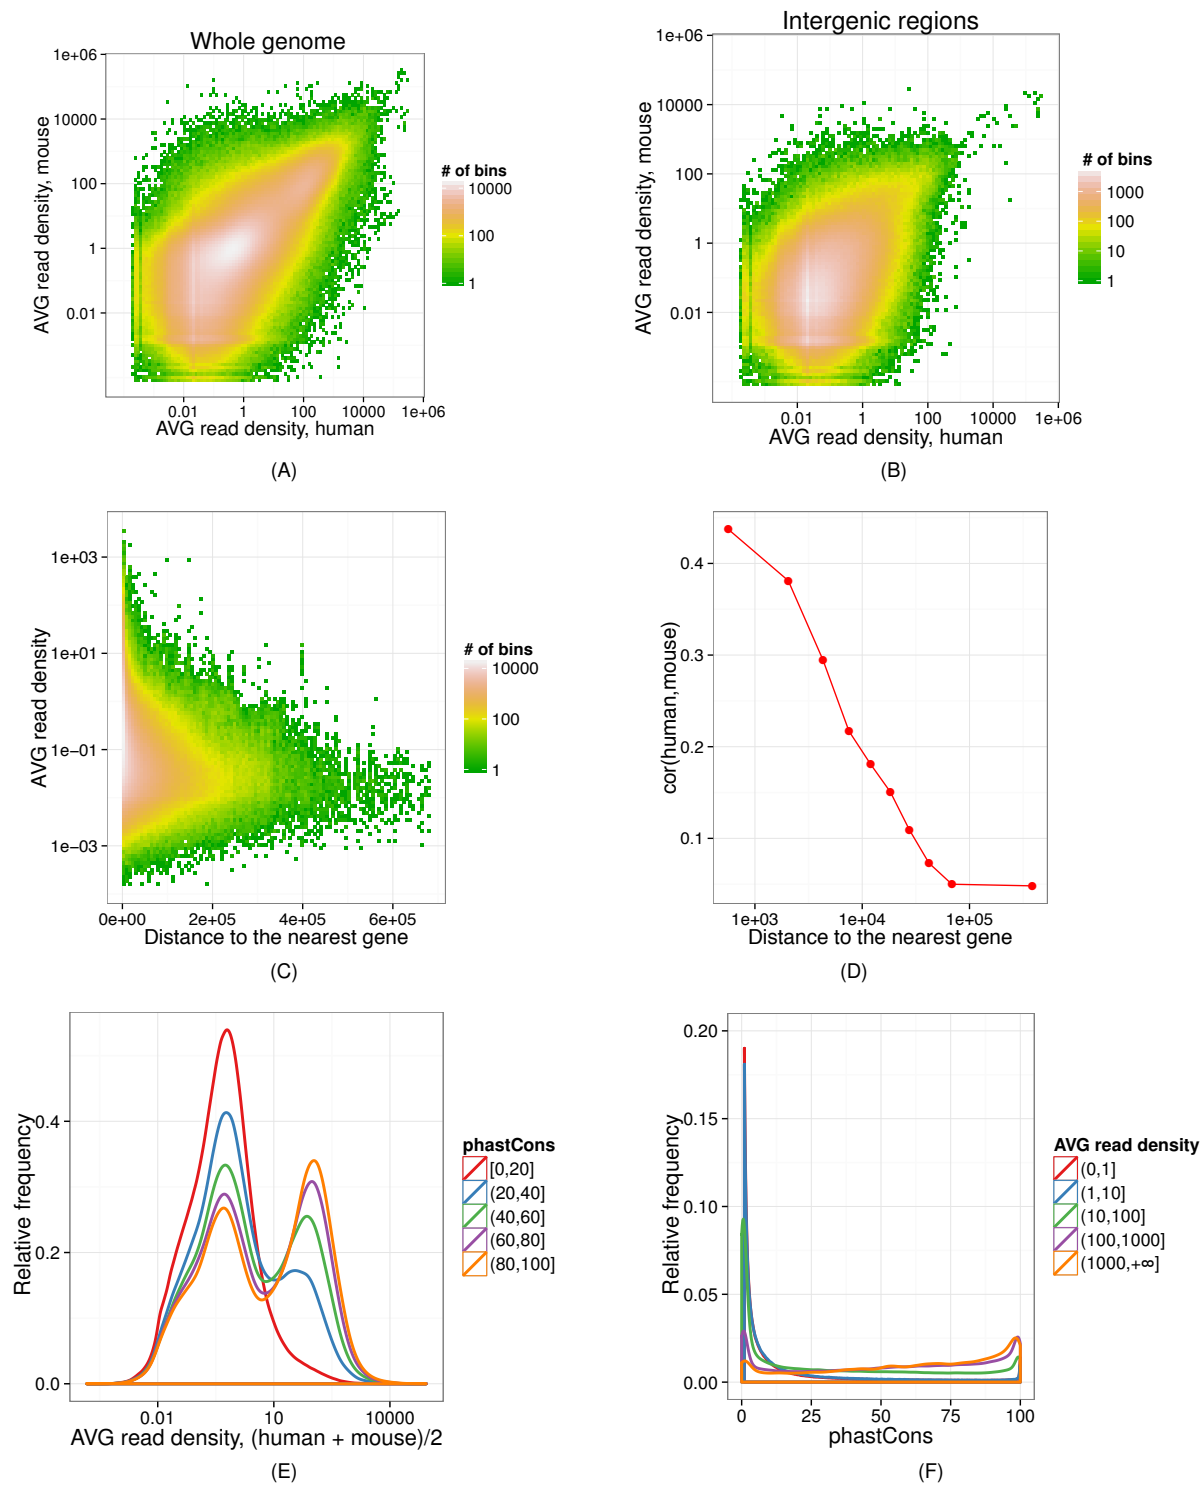 Whole genome
1e+06
10000
100
1
0.01
AVG read density, mouse
0.01 1 100 10000 1e+06
AVG read density, human
# of bins
10000
100
1
(A)
Intergenic regions
1e+06
10000
100
1
0.01
AVG read density, mouse
0.01 1 100 10000 1e+06
AVG read density, human
# of bins
1000
100
10
1
(B)
1e+03
1e+01
1e−01
1e−03
AVG read density
0e+00 2e+05 4e+05 6e+05
Distance to the nearest gene
# of bins
10000
100
1
(C)
0.4
0.3
0.2
0.1
cor(human,mouse)
1e+03 1e+04 1e+05
Distance to the nearest gene
(D)
0.4
0.2
0.0
Relative frequency
0.01 10 10000
AVG read density, (human + mouse)/2
phastCons
[0,20]
(20,40]
(40,60]
(60,80]
(80,100]
(E)
0.20
0.15
0.10
0.05
0.00
Relative frequency
0 25 50 75 100
phastCons
AVG read density
(0,1]
(1,10]
(10,100]
(100,1000]
(1000,+∞]
(F)